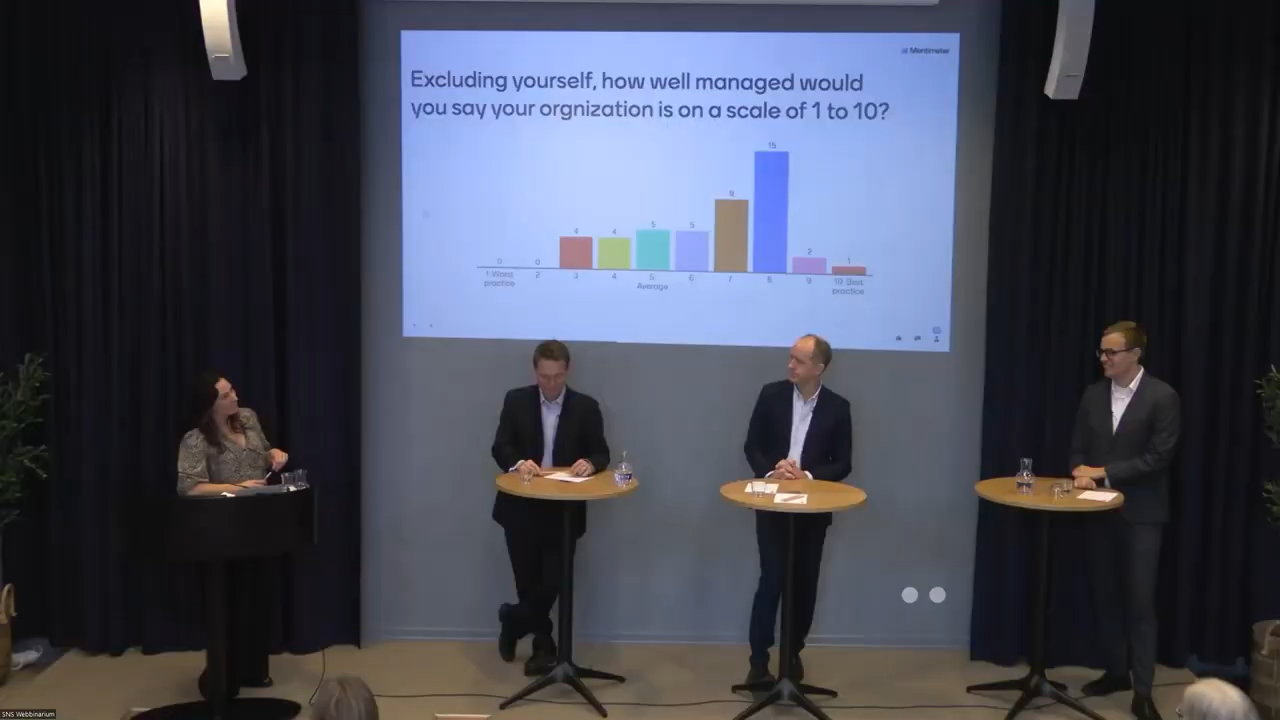 Mentimeter
Excluding yourself, how well managed would
you say your orgnization is on a scale of 1 to 10?
15
9
5 5
4 4
2
1
0 0
1: Worst practice
2 3 4
5: Average
6 7 8 9
10: Best practice
SNS Webbinarium